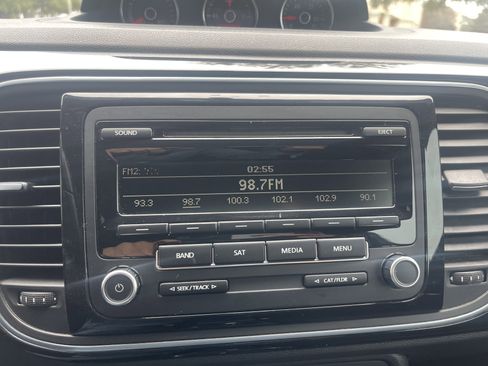 SOUND EJECT
FM2: 02:55
98.7FM
93.3 98.7 100.3 102.1 102.9 90.1
BAND SAT MEDIA MENU
SEEK/TRACK CAT/FLDR